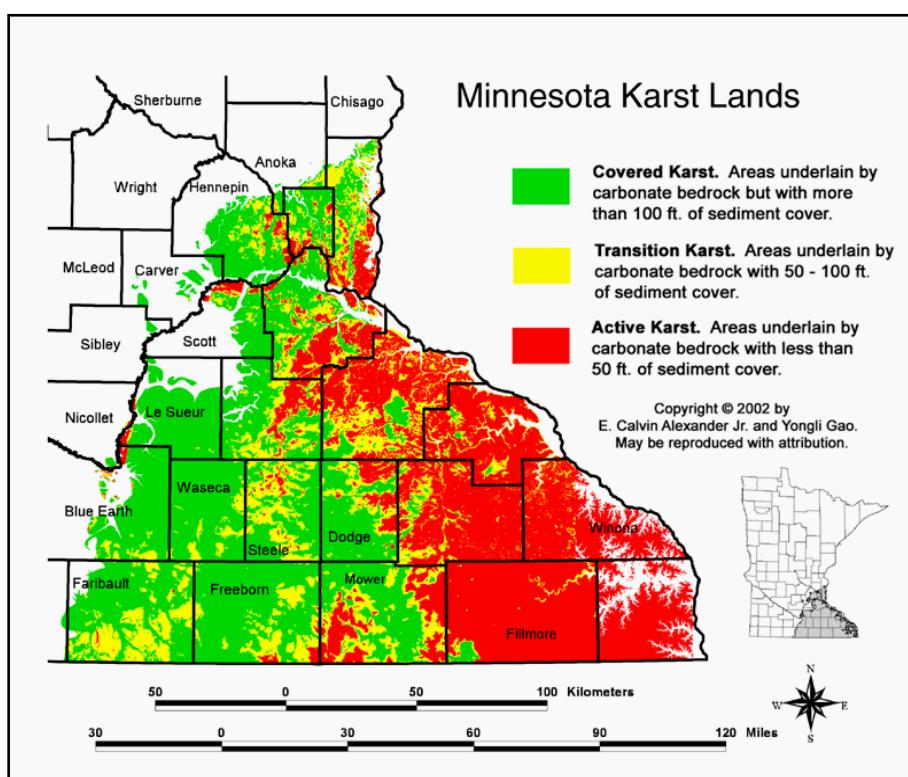 Minnesota Karst Lands
Sherburne
Chisago
Anoka
Wright
Hennepin
McLeod
Carver
Sibley
Scott
Nicollet
Le Sueur
Waseca
Blue Earth
Steele
Dodge
Winona
Faribault
Freeborn
Mower
Fillmore
Covered Karst. Areas underlain by
carbonate bedrock but with more
than 100 ft. of sediment cover.
Transition Karst. Areas underlain by
carbonate bedrock with 50 - 100 ft.
of sediment cover.
Active Karst. Areas underlain by
carbonate bedrock with less than
50 ft. of sediment cover.
Copyright © 2002 by
E. Calvin Alexander Jr. and Yongli Gao.
May be reproduced with attribution.
N
W E
S
50 0 50 100 Kilometers
30 0 30 60 90 120 Miles